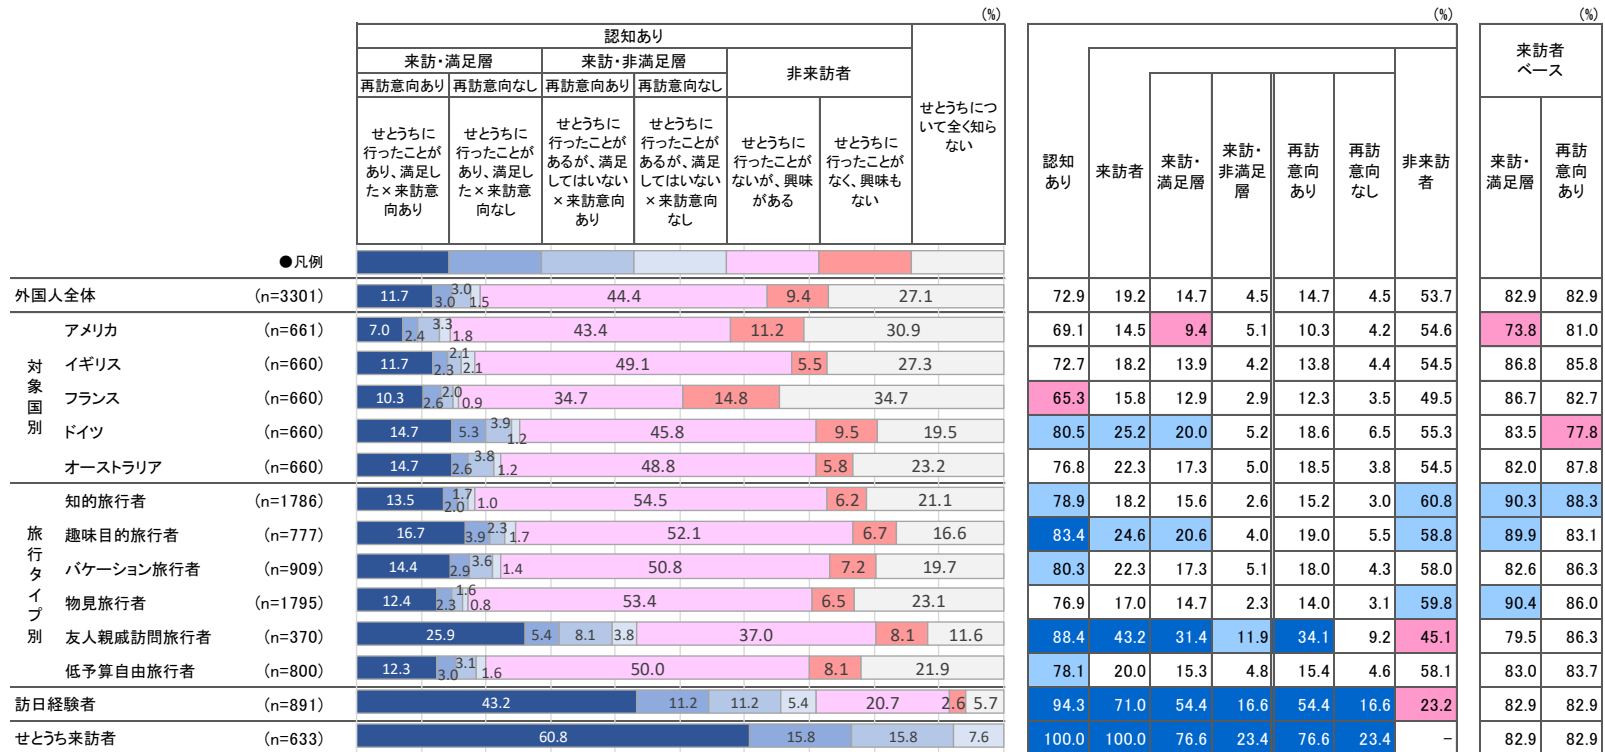 (%) (%) (%)
認知あり
来訪・満足層 来訪・非満足層 非来訪者 せとうちについて全く知らない
再訪意向あり 再訪意向なし 再訪意向あり 再訪意向なし
せとうちに行ったことがあり、満足した×来訪意向あり せとうちに行ったことがあり、満足した×来訪意向なし せとうちに行ったことがあるが、満足してはいない×来訪意向あり せとうちに行ったことがあるが、満足してはいない×来訪意向なし せとうちに行ったことがないが、興味がある せとうちに行ったことがなく、興味もない
認知あり 来訪者 来訪・満足層 来訪・非満足層 再訪意向あり 再訪意向なし 非来訪者
来訪者ベース
来訪・満足層 再訪意向あり
●凡例
外国人全体 (n=3301) 11.7 3.0 3.0 1.5 44.4 9.4 27.1 72.9 19.2 14.7 4.5 14.7 4.5 53.7 82.9 82.9
対象国別
アメリカ (n=661) 7.0 2.4 3.3 1.8 43.4 11.2 30.9 69.1 14.5 9.4 5.1 10.3 4.2 54.6 73.8 81.0
イギリス (n=660) 11.7 2.3 2.1 2.1 49.1 5.5 27.3 72.7 18.2 13.9 4.2 13.8 4.4 54.5 86.8 85.8
フランス (n=660) 10.3 2.6 2.0 0.9 34.7 14.8 34.7 65.3 15.8 12.9 2.9 12.3 3.5 49.5 86.7 82.7
ドイツ (n=660) 14.7 5.3 3.9 1.2 45.8 9.5 19.5 80.5 25.2 20.0 5.2 18.6 6.5 55.3 83.5 77.8
オーストラリア (n=660) 14.7 2.6 3.8 1.2 48.8 5.8 23.2 76.8 22.3 17.3 5.0 18.5 3.8 54.5 82.0 87.8
旅行タイプ別
知的旅行者 (n=1786) 13.5 2.0 1.7 1.0 54.5 6.2 21.1 78.9 18.2 15.6 2.6 15.2 3.0 60.8 90.3 88.3
趣味目的旅行者 (n=777) 16.7 3.9 2.3 1.7 52.1 6.7 16.6 83.4 24.6 20.6 4.0 19.0 5.5 58.8 89.9 83.1
バケーション旅行者 (n=909) 14.4 2.9 3.6 1.4 50.8 7.2 19.7 80.3 22.3 17.3 5.1 18.0 4.3 58.0 82.6 86.3
物見旅行者 (n=1795) 12.4 2.3 1.6 0.8 53.4 6.5 23.1 76.9 17.0 14.7 2.3 14.0 3.1 59.8 90.4 86.0
友人親戚訪問旅行者 (n=370) 25.9 5.4 8.1 3.8 37.0 8.1 11.6 88.4 43.2 31.4 11.9 34.1 9.2 45.1 79.5 86.3
低予算自由旅行者 (n=800) 12.3 3.0 3.1 1.6 50.0 8.1 21.9 78.1 20.0 15.3 4.8 15.4 4.6 58.1 83.0 83.7
訪日経験者 (n=891) 43.2 11.2 11.2 5.4 20.7 2.6 5.7 94.3 71.0 54.4 16.6 54.4 16.6 23.2 82.9 82.9
せとうち来訪者 (n=633) 60.8 15.8 15.8 7.6 100.0 100.0 76.6 23.4 76.6 23.4 - 82.9 82.9